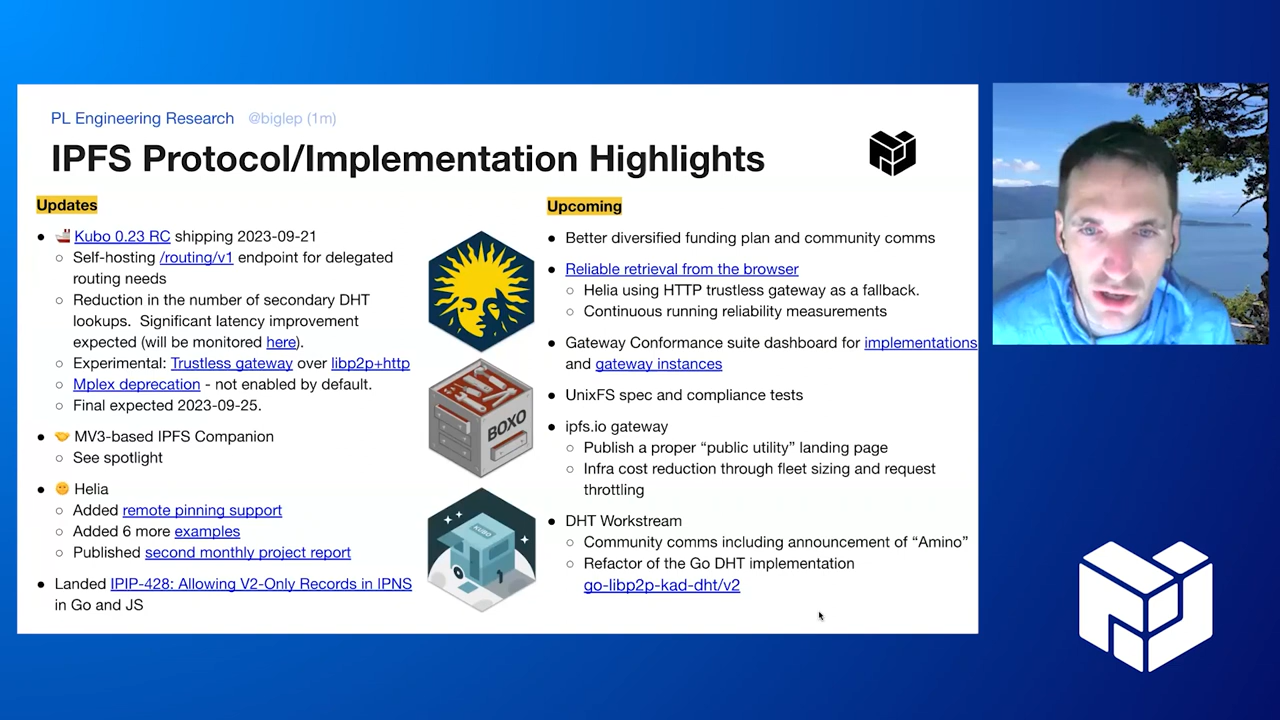 PL Engineering Research @biglep (1m)
IPFS Protocol/Implementation Highlights
Updates
● Kubo 0.23 RC shipping 2023-09-21
○ Self-hosting /routing/v1 endpoint for delegated
routing needs
○ Reduction in the number of secondary DHT
lookups. Significant latency improvement
expected (will be monitored here).
○ Experimental: Trustless gateway over libp2p+http
○ Mplex deprecation - not enabled by default.
○ Final expected 2023-09-25.
● 🤝 MV3-based IPFS Companion
○ See spotlight
● Helia
○ Added remote pinning support
○ Added 6 more examples
○ Published second monthly project report
● Landed IPIP-428: Allowing V2-Only Records in IPNS
in Go and JS
BOXO
KUBO
Upcoming
● Better diversified funding plan and community comms
● Reliable retrieval from the browser
○ Helia using HTTP trustless gateway as a fallback.
○ Continuous running reliability measurements
● Gateway Conformance suite dashboard for implementations
and gateway instances
● UnixFS spec and compliance tests
● ipfs.io gateway
○ Publish a proper “public utility” landing page
○ Infra cost reduction through fleet sizing and request
throttling
● DHT Workstream
○ Community comms including announcement of “Amino”
○ Refactor of the Go DHT implementation
go-libp2p-kad-dht/v2